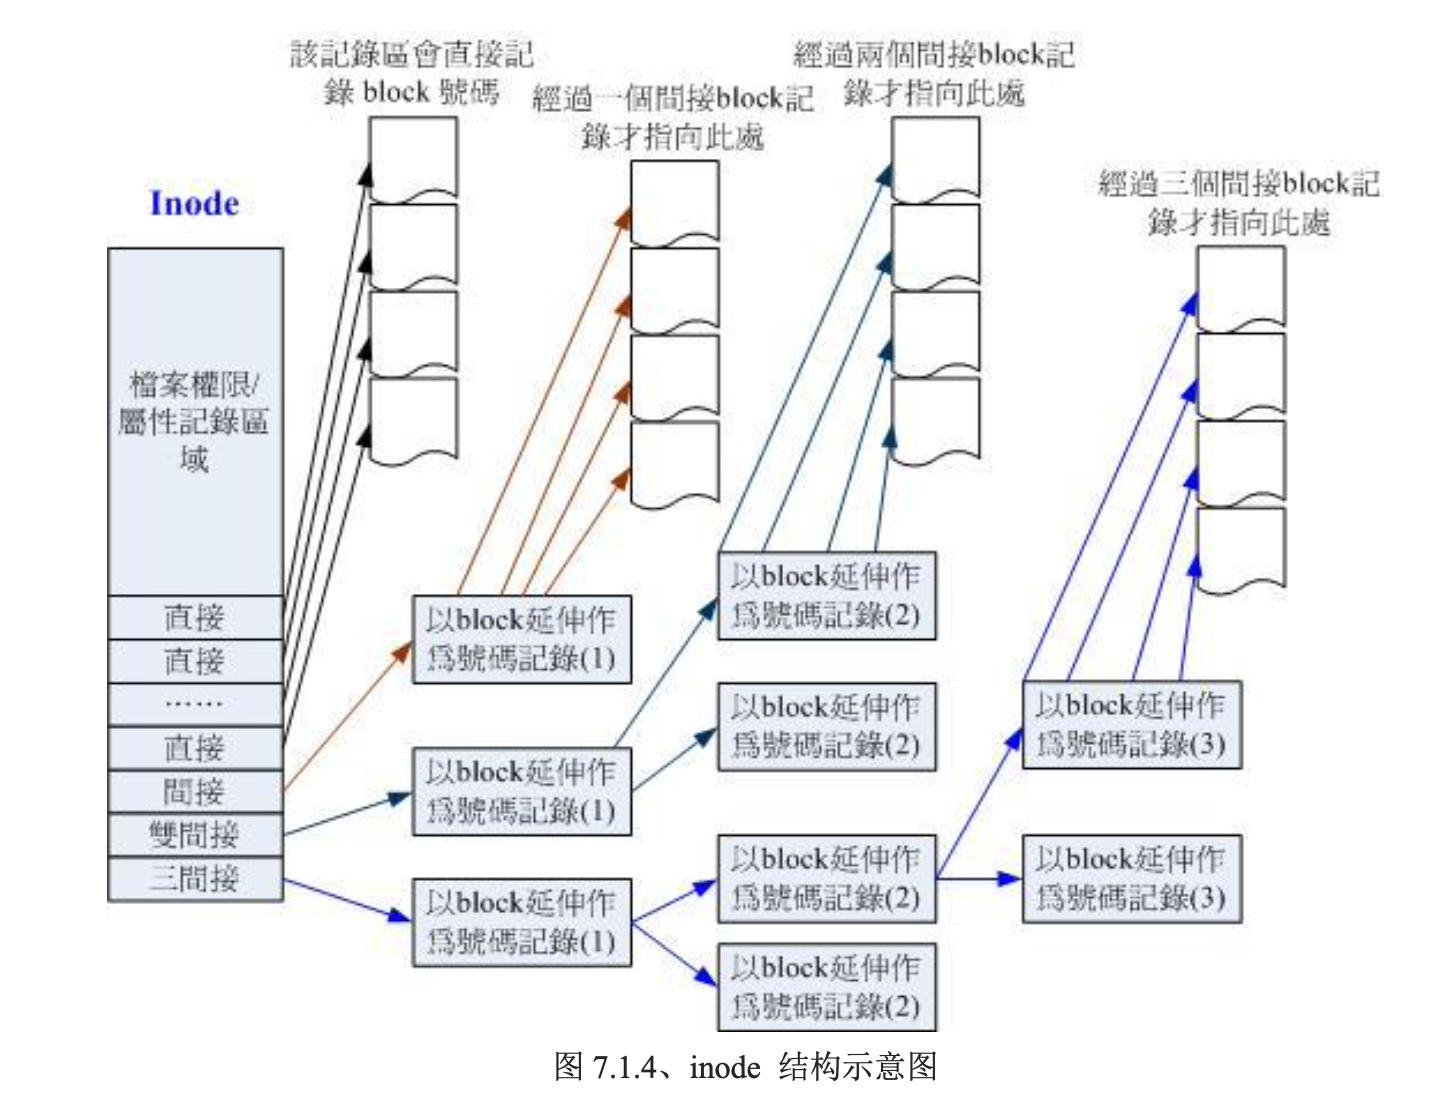 該記錄區會直接記
錄 block 號碼
經過一個間接block記
錄才指向此處
經過兩個間接block記
錄才指向此處
經過三個間接block記
錄才指向此處
Inode
檔案權限/
屬性記錄區
域
直接
直接
……
直接
間接
雙間接
三間接
以block延伸作
為號碼記錄(1)
以block延伸作
為號碼記錄(1)
以block延伸作
為號碼記錄(1)
以block延伸作
為號碼記錄(2)
以block延伸作
為號碼記錄(2)
以block延伸作
為號碼記錄(2)
以block延伸作
為號碼記錄(2)
以block延伸作
為號碼記錄(3)
以block延伸作
為號碼記錄(3)
图 7.1.4、inode 结构示意图